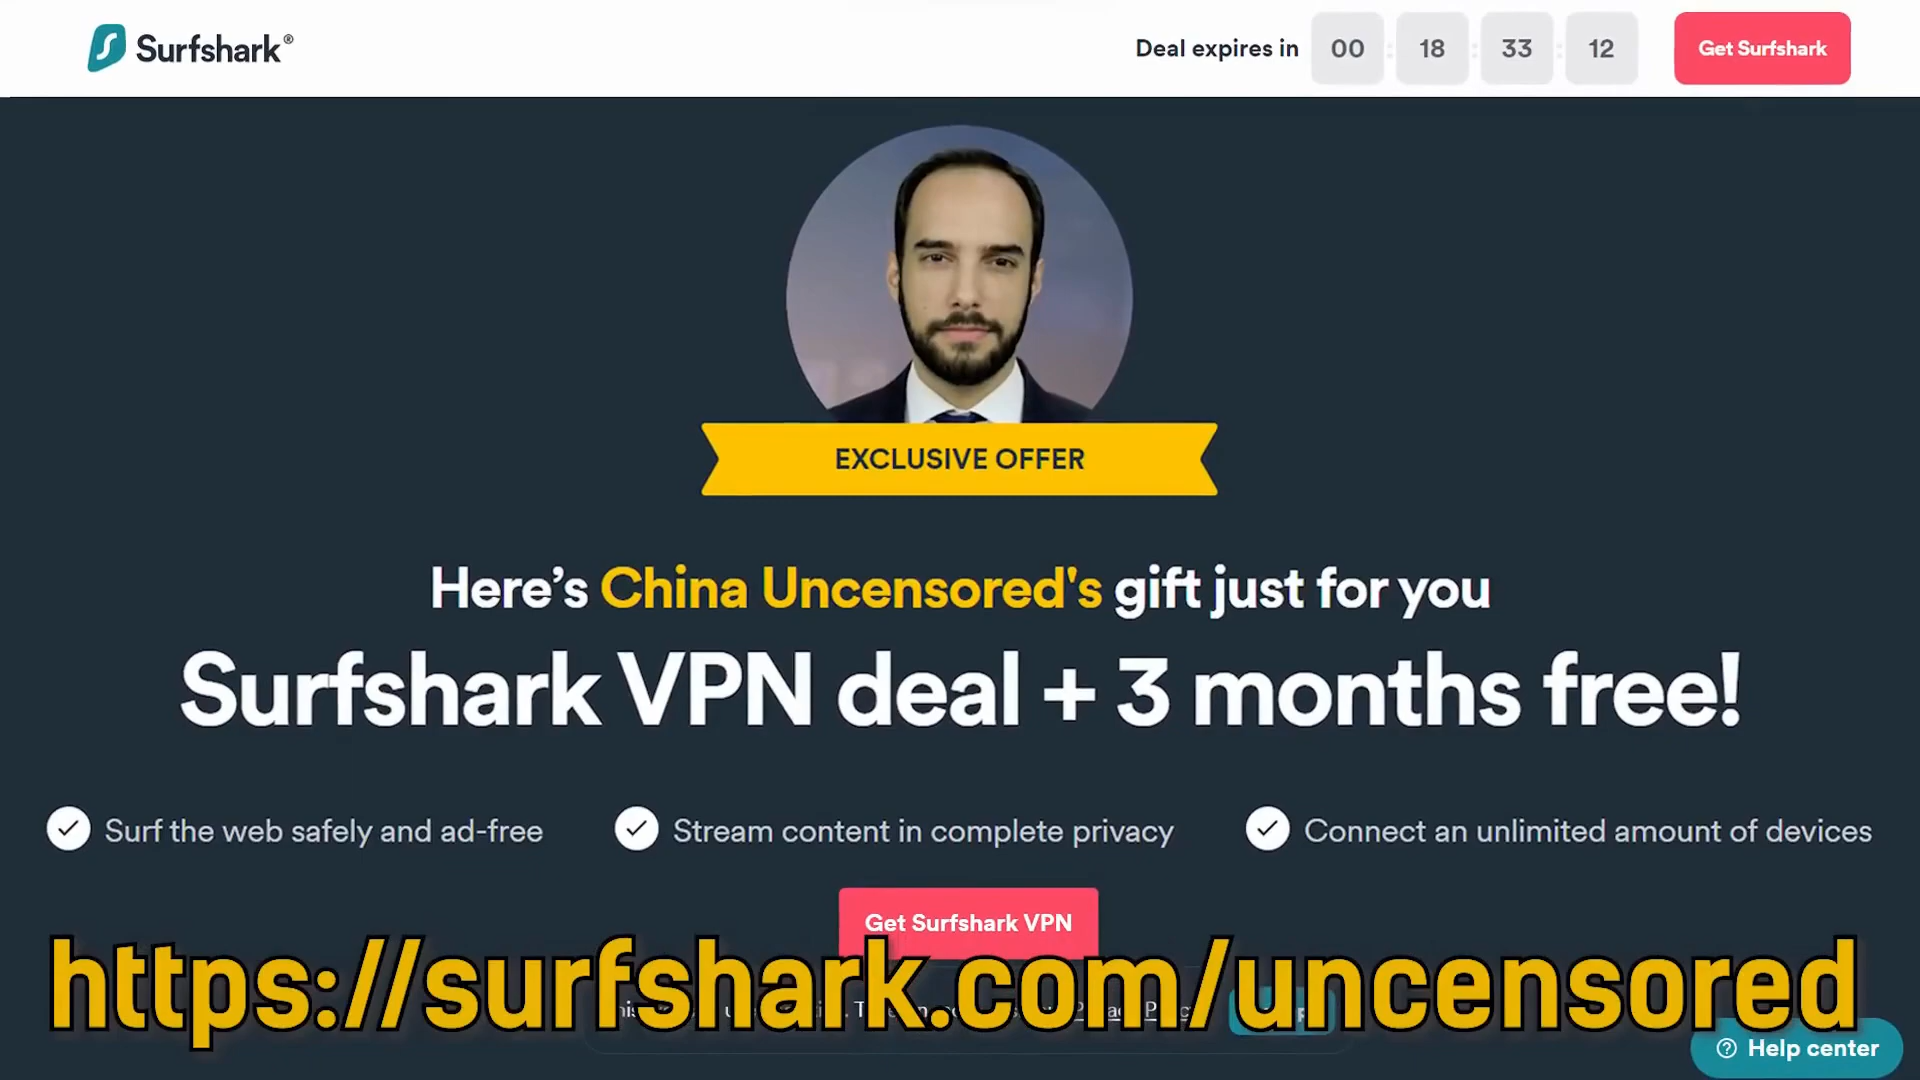 Surfshark®
Deal expires in 00 : 18 : 33 : 12
Get Surfshark
EXCLUSIVE OFFER
Here’s China Uncensored's gift just for you
Surfshark VPN deal + 3 months free!
Surf the web safely and ad-free
Stream content in complete privacy
Connect an unlimited amount of devices
Get Surfshark VPN
https://surfshark.com/uncensored
Help center